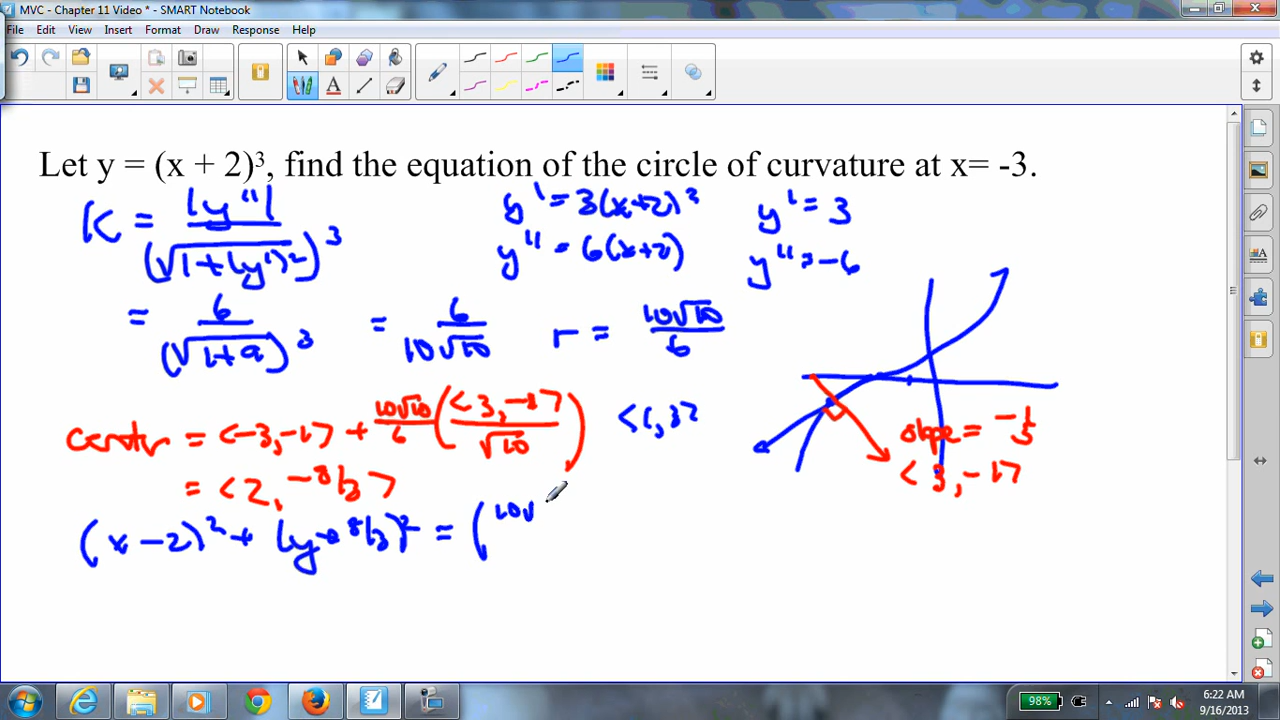 MVC - Chapter 11 Video * - SMART Notebook
File Edit View Insert Format Draw Response Help
Let y = (x + 2)³, find the equation of the circle of curvature at x= -3.
K = |y''| / (√1+(y')²)³
y' = 3(x+2)³ y' = 3
y'' = 6(x+2) y'' = -6
= 6 / (√1+9)³ = 6 / 10√10 r = 10√10 / 6
center = <-3,-1> + 10√10/6 (<3,-1> / √10) <1,3>
= <2, -8/3>
slope = -1/3
<3,-1>
(x-2)² + (y+8/3)² = (10√
98%
6:22 AM
9/16/2013